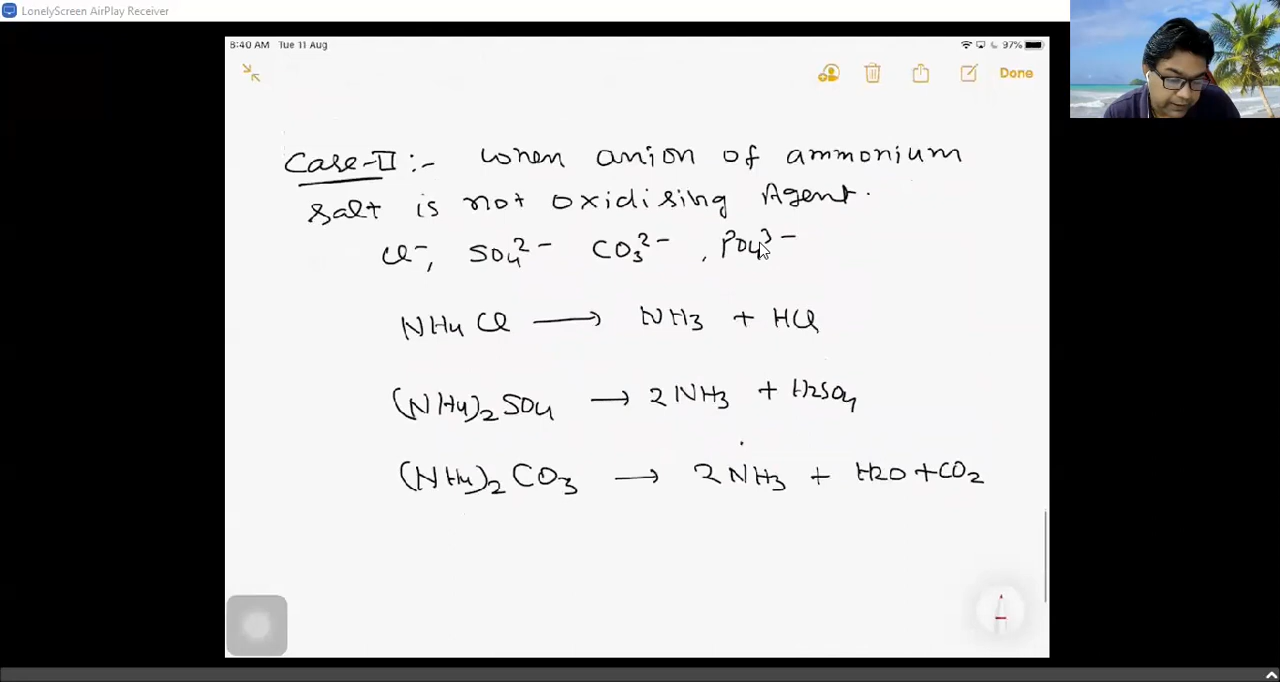 LonelyScreen AirPlay Receiver
8:40 AM Tue 11 Aug
97%
Done
Case-II :- when anion of ammonium
salt is not oxidising Agent.
Cl⁻, SO₄²⁻ CO₃²⁻ , PO₄³⁻
NH₄Cl → NH₃ + HCl
(NH₄)₂SO₄ → 2NH₃ + H₂SO₄
(NH₄)₂CO₃ → 2NH₃ + H₂O + CO₂